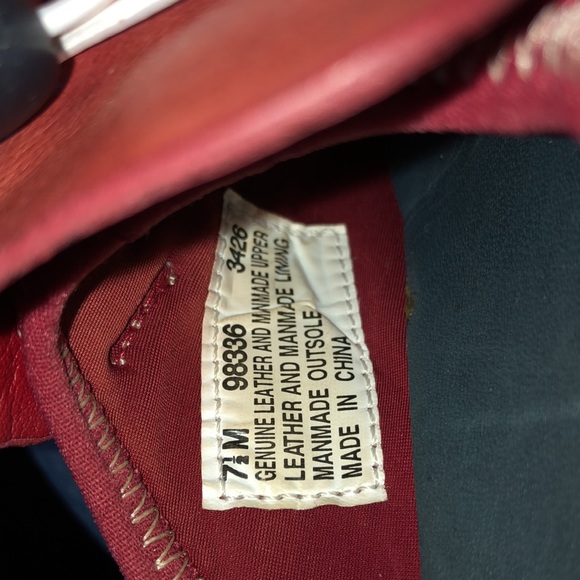 7½ M 98336 3426
GENUINE LEATHER AND MANMADE UPPER
LEATHER AND MANMADE LINING
MANMADE OUTSOLE
MADE IN CHINA